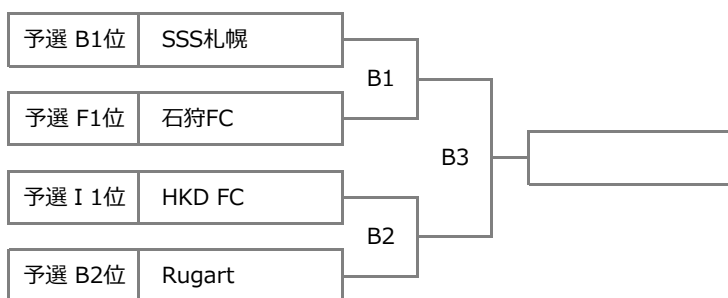 予選 B1位 SSS札幌
B1
予選 F1位 石狩FC
B3
予選 I 1位 HKD FC
B2
予選 B2位 Rugart